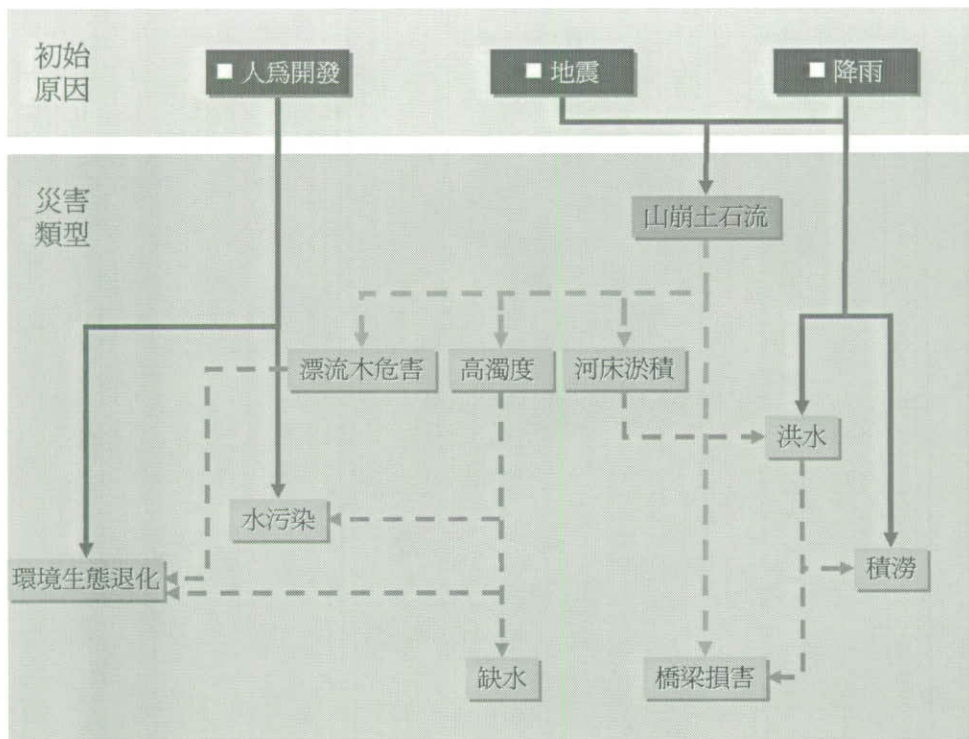 初始
原因
■ 人爲開發
■ 地震
■ 降雨
災害
類型
山崩土石流
漂流木危害
高濁度
河床淤積
洪水
水污染
環境生態退化
積澇
缺水
橋梁損害